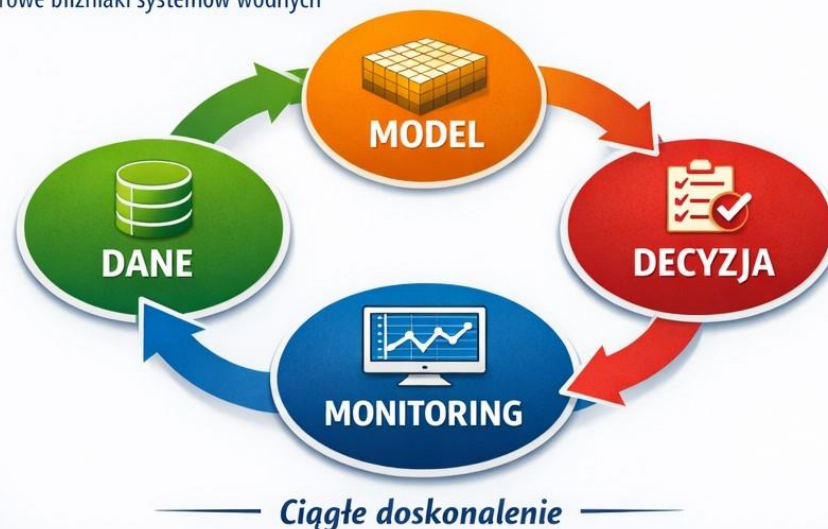 rowe bliźniaki systemów wodnych
MODEL
DANE
DECYZJA
MONITORING
Ciągłe doskonalenie